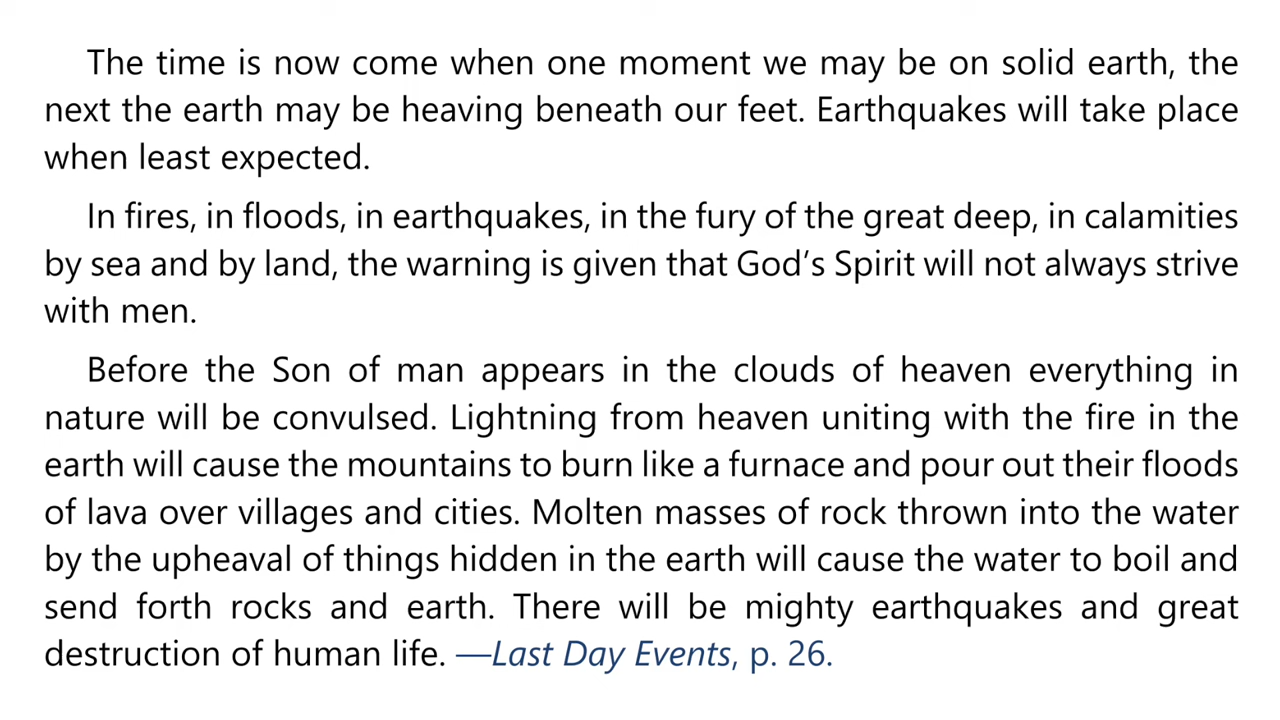 The time is now come when one moment we may be on solid earth, the
next the earth may be heaving beneath our feet. Earthquakes will take place
when least expected.
In fires, in floods, in earthquakes, in the fury of the great deep, in calamities
by sea and by land, the warning is given that God’s Spirit will not always strive
with men.
Before the Son of man appears in the clouds of heaven everything in
nature will be convulsed. Lightning from heaven uniting with the fire in the
earth will cause the mountains to burn like a furnace and pour out their floods
of lava over villages and cities. Molten masses of rock thrown into the water
by the upheaval of things hidden in the earth will cause the water to boil and
send forth rocks and earth. There will be mighty earthquakes and great
destruction of human life. —Last Day Events, p. 26.